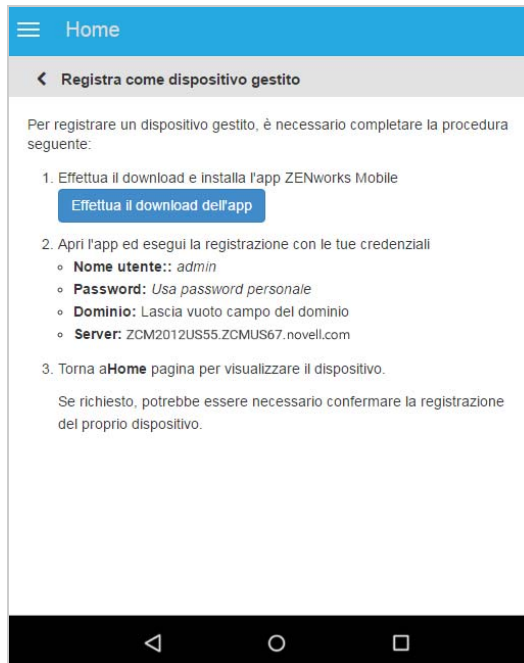 Home
Registra come dispositivo gestito
Per registrare un dispositivo gestito, è necessario completare la procedura
seguente:
1. Effettua il download e installa l'app ZENworks Mobile
Effettua il download dell'app
2. Apri l'app ed esegui la registrazione con le tue credenziali
Nome utente:: admin
Password: Usa password personale
Dominio: Lascia vuoto campo del dominio
Server: ZCM2012US55.ZCMUS67.novell.com
3. Torna aHome pagina per visualizzare il dispositivo.
Se richiesto, potrebbe essere necessario confermare la registrazione
del proprio dispositivo.